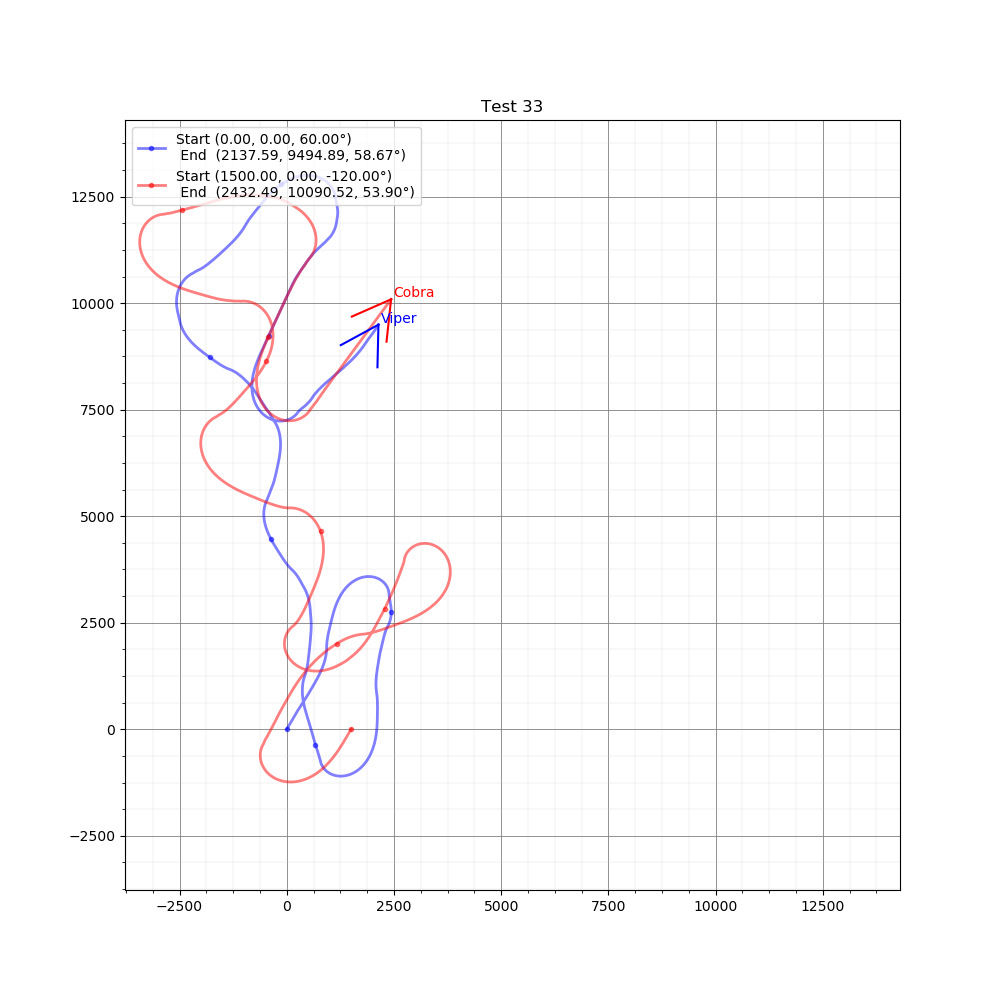 Test 33
Start (0.00, 0.00, 60.00°)
End (2137.59, 9494.89, 58.67°)
Start (1500.00, 0.00, -120.00°)
End (2432.49, 10090.52, 53.90°)
12500
10000
7500
5000
2500
0
−2500
Cobra
Viper
−2500
0
2500
5000
7500
10000
12500